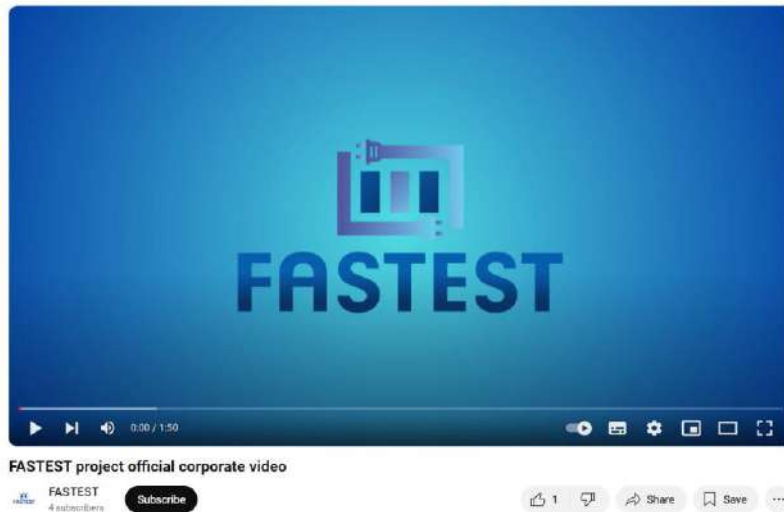 FASTEST
0:00 / 1:50
FASTEST project official corporate video
FASTEST
4 subscribers
Subscribe
1
Share
Save